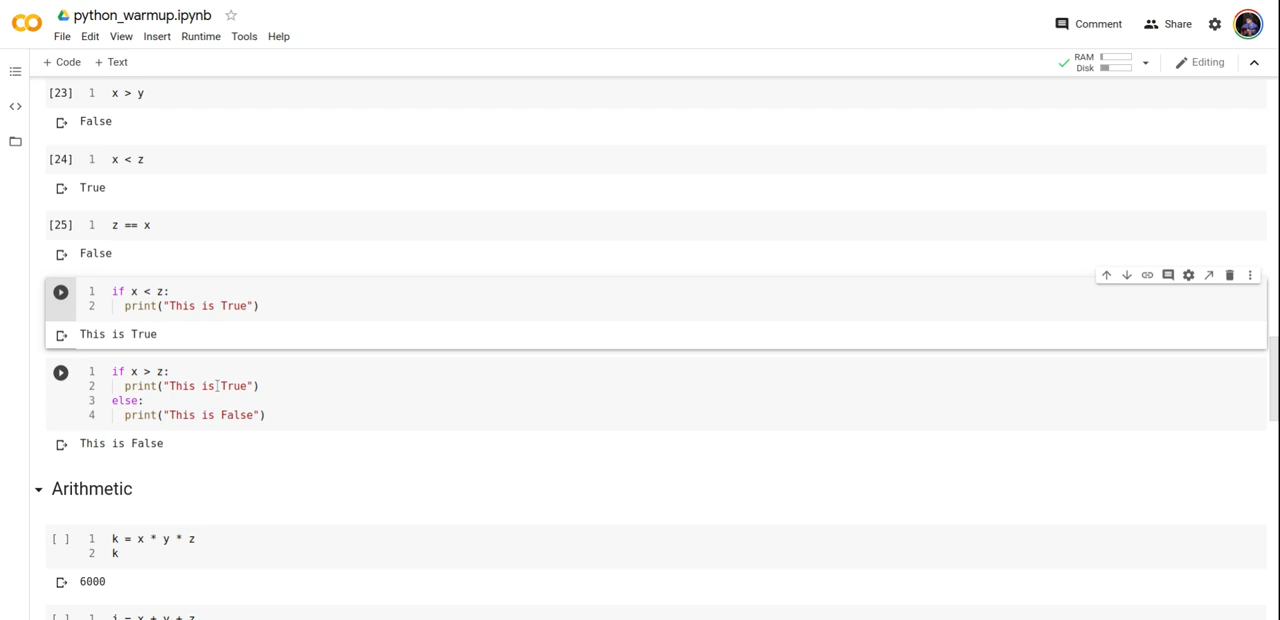 python_warmup.ipynb
Comment
Share
File Edit View Insert Runtime Tools Help
+ Code + Text
RAM
Disk
Editing
[23] 1 x > y
False
[24] 1 x < z
True
[25] 1 z == x
False
1 if x < z:
2 print("This is True")
This is True
1 if x > z:
2 print("This is True")
3 else:
4 print("This is False")
This is False
Arithmetic
[ ] 1 k = x * y * z
2 k
6000
[ ] 1 j = x + y + z